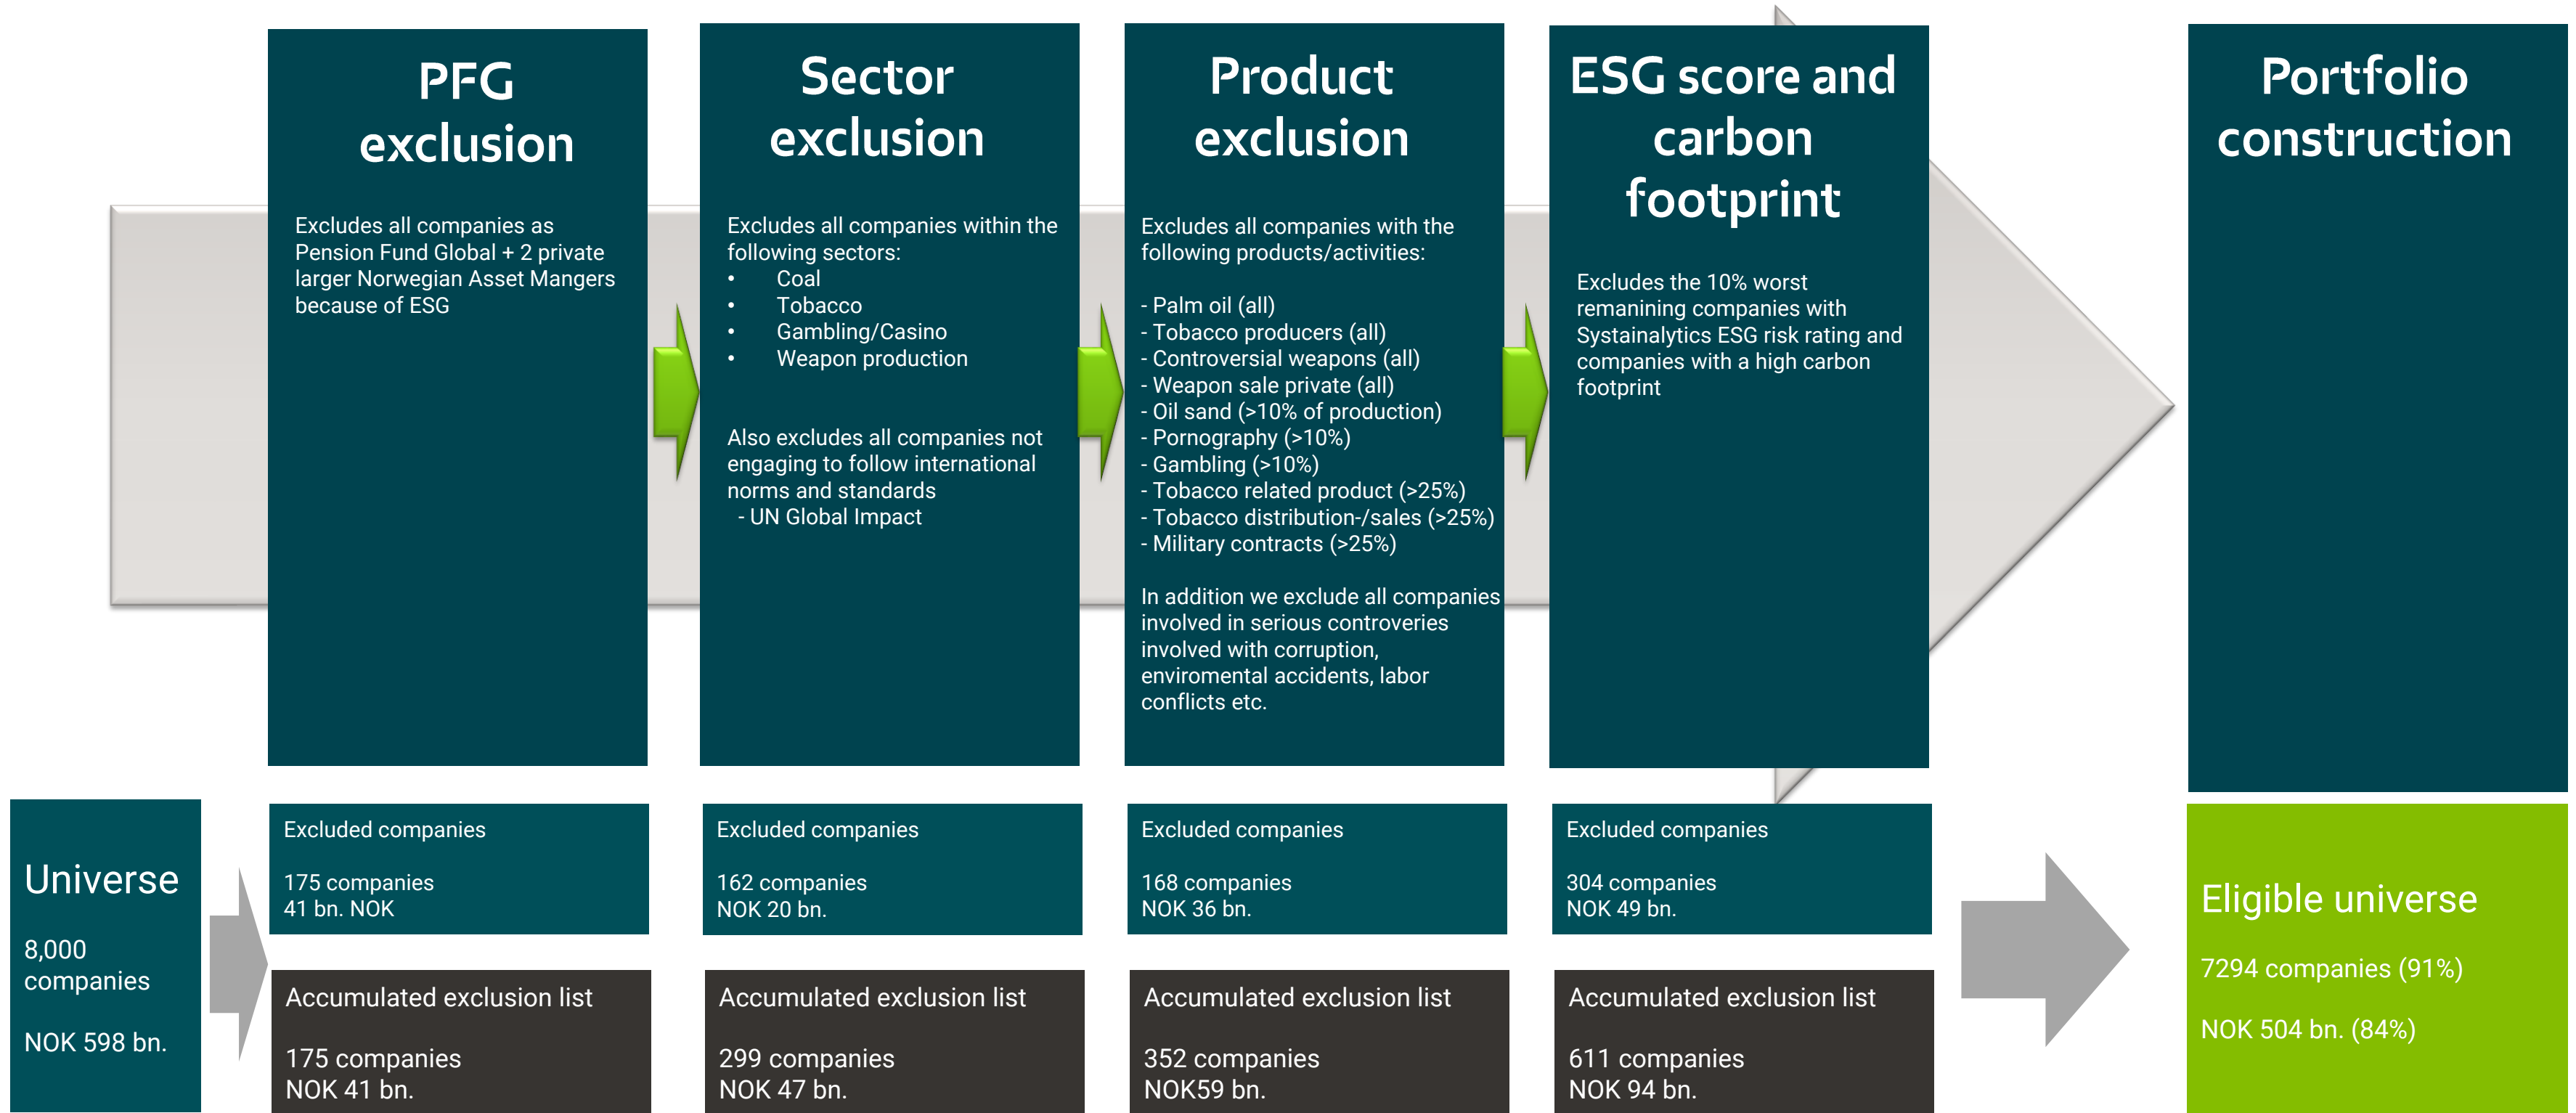 PFG
exclusion
Excludes all companies as
Pension Fund Global + 2 private
larger Norwegian Asset Mangers
because of ESG
Sector
exclusion
Excludes all companies within the
following sectors:
• Coal
• Tobacco
• Gambling/Casino
• Weapon production
Also excludes all companies not
engaging to follow international
norms and standards
- UN Global Impact
Product
exclusion
Excludes all companies with the
following products/activities:
- Palm oil (all)
- Tobacco producers (all)
- Controversial weapons (all)
- Weapon sale private (all)
- Oil sand (>10% of production)
- Pornography (>10%)
- Gambling (>10%)
- Tobacco related product (>25%)
- Tobacco distribution-/sales (>25%)
- Military contracts (>25%)
In addition we exclude all companies
involved in serious controveries
involved with corruption,
enviromental accidents, labor
conflicts etc.
ESG score and
carbon
footprint
Excludes the 10% worst
remanining companies with
Systainalytics ESG risk rating and
companies with a high carbon
footprint
Portfolio
construction
Universe
8,000
companies
NOK 598 bn.
Excluded companies
175 companies
41 bn. NOK
Accumulated exclusion list
175 companies
NOK 41 bn.
Excluded companies
162 companies
NOK 20 bn.
Accumulated exclusion list
299 companies
NOK 47 bn.
Excluded companies
168 companies
NOK 36 bn.
Accumulated exclusion list
352 companies
NOK59 bn.
Excluded companies
304 companies
NOK 49 bn.
Accumulated exclusion list
611 companies
NOK 94 bn.
Eligible universe
7294 companies (91%)
NOK 504 bn. (84%)